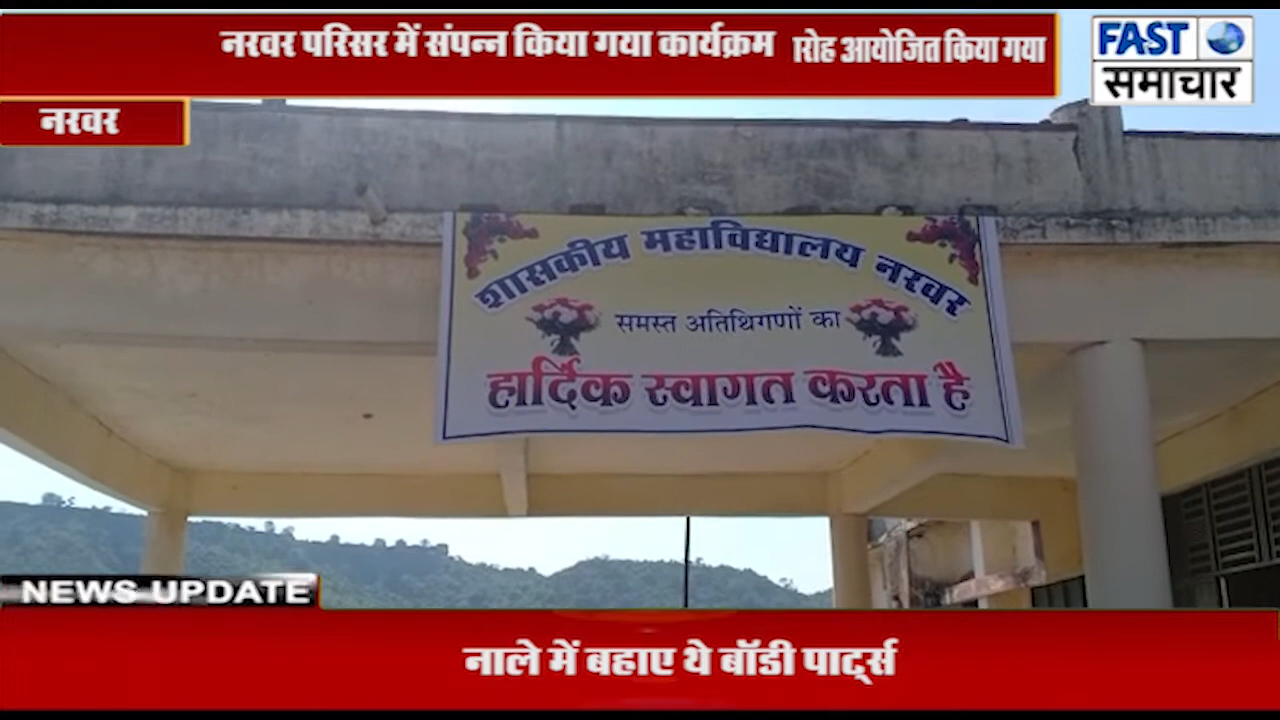 नरवर परिसर में संपन्न किया गया कार्यक्रम
ारोह आयोजित किया गया
FAST
समाचार
नरवर
शासकीय महाविद्यालय नरवर
समस्त अतिथिगणों का
हार्दिक स्वागत करता है
NEWS UPDATE
नाले में बहाए थे बॉडी पार्ट्स